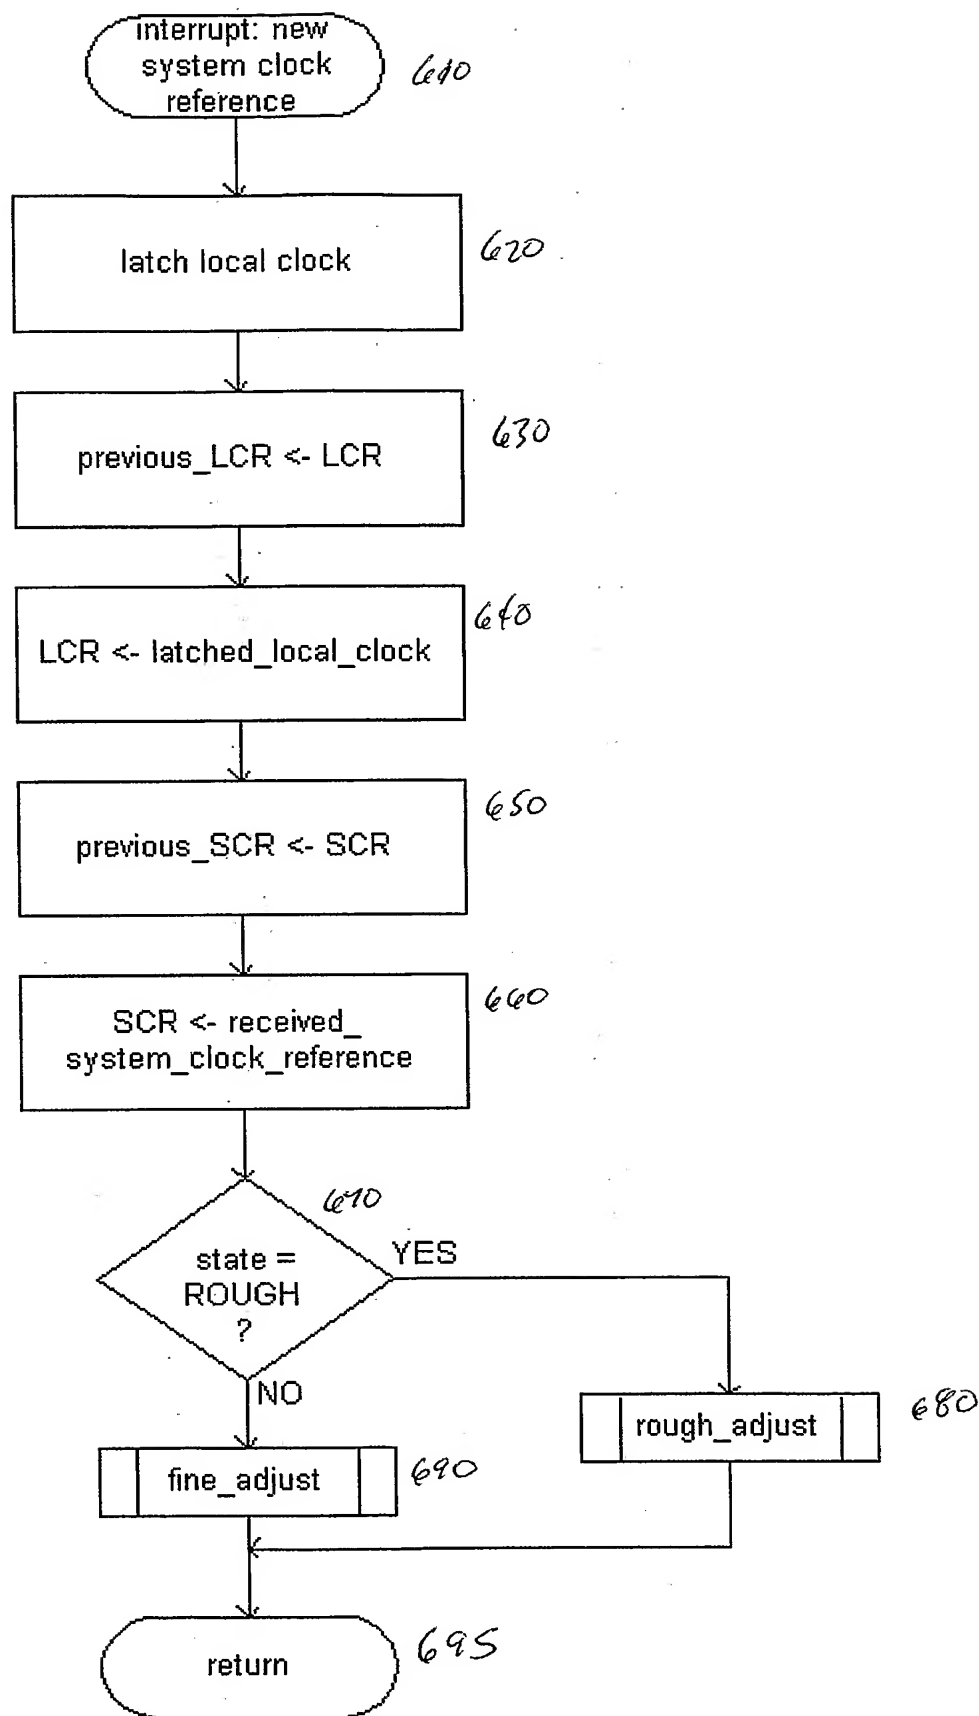 interrupt: new
system clock
reference
610
latch local clock
620
previous_LCR <- LCR
630
LCR <- latched_local_clock
640
previous_SCR <- SCR
650
SCR <- received_
system_clock_reference
660
670
state =
ROUGH
?
YES
NO
rough_adjust
680
fine_adjust
690
return
695